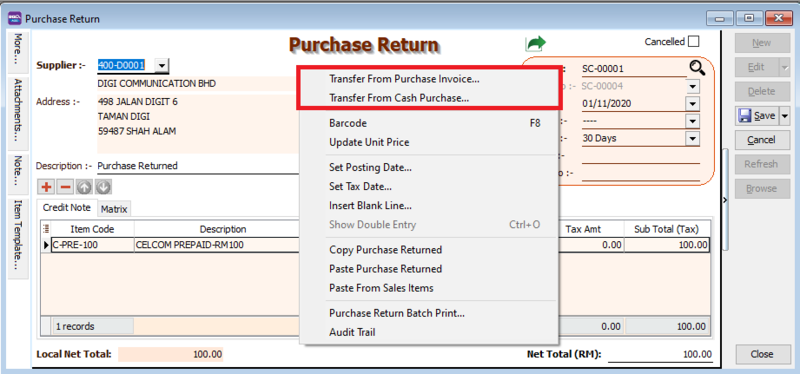 Purchase Return
More...
Attachments...
Note...
Item Template...
Purchase Return
Cancelled
Supplier :- 400-D0001
DIGI COMMUNICATION BHD
Address :- 498 JALAN DIGIT 6
TAMAN DIGI
59487 SHAH ALAM
Description :- Purchase Returned
: SC-00001
o :- SC-00004
: 01/11/2020
:- ----
:- 30 Days
:-
o :-
Transfer From Purchase Invoice...
Transfer From Cash Purchase...
Barcode F8
Update Unit Price
Set Posting Date...
Set Tax Date...
Insert Blank Line...
Show Double Entry Ctrl+O
Copy Purchase Returned
Paste Purchase Returned
Paste From Sales Items
Purchase Return Batch Print...
Audit Trail
Credit Note Matrix
Item Code Description Tax Amt Sub Total (Tax)
C-PRE-100 CELCOM PREPAID-RM100 0.00 100.00
1 records 0.00 100.00
Local Net Total: 100.00 Net Total (RM): 100.00
New
Edit
Delete
Save
Cancel
Refresh
Browse
Close